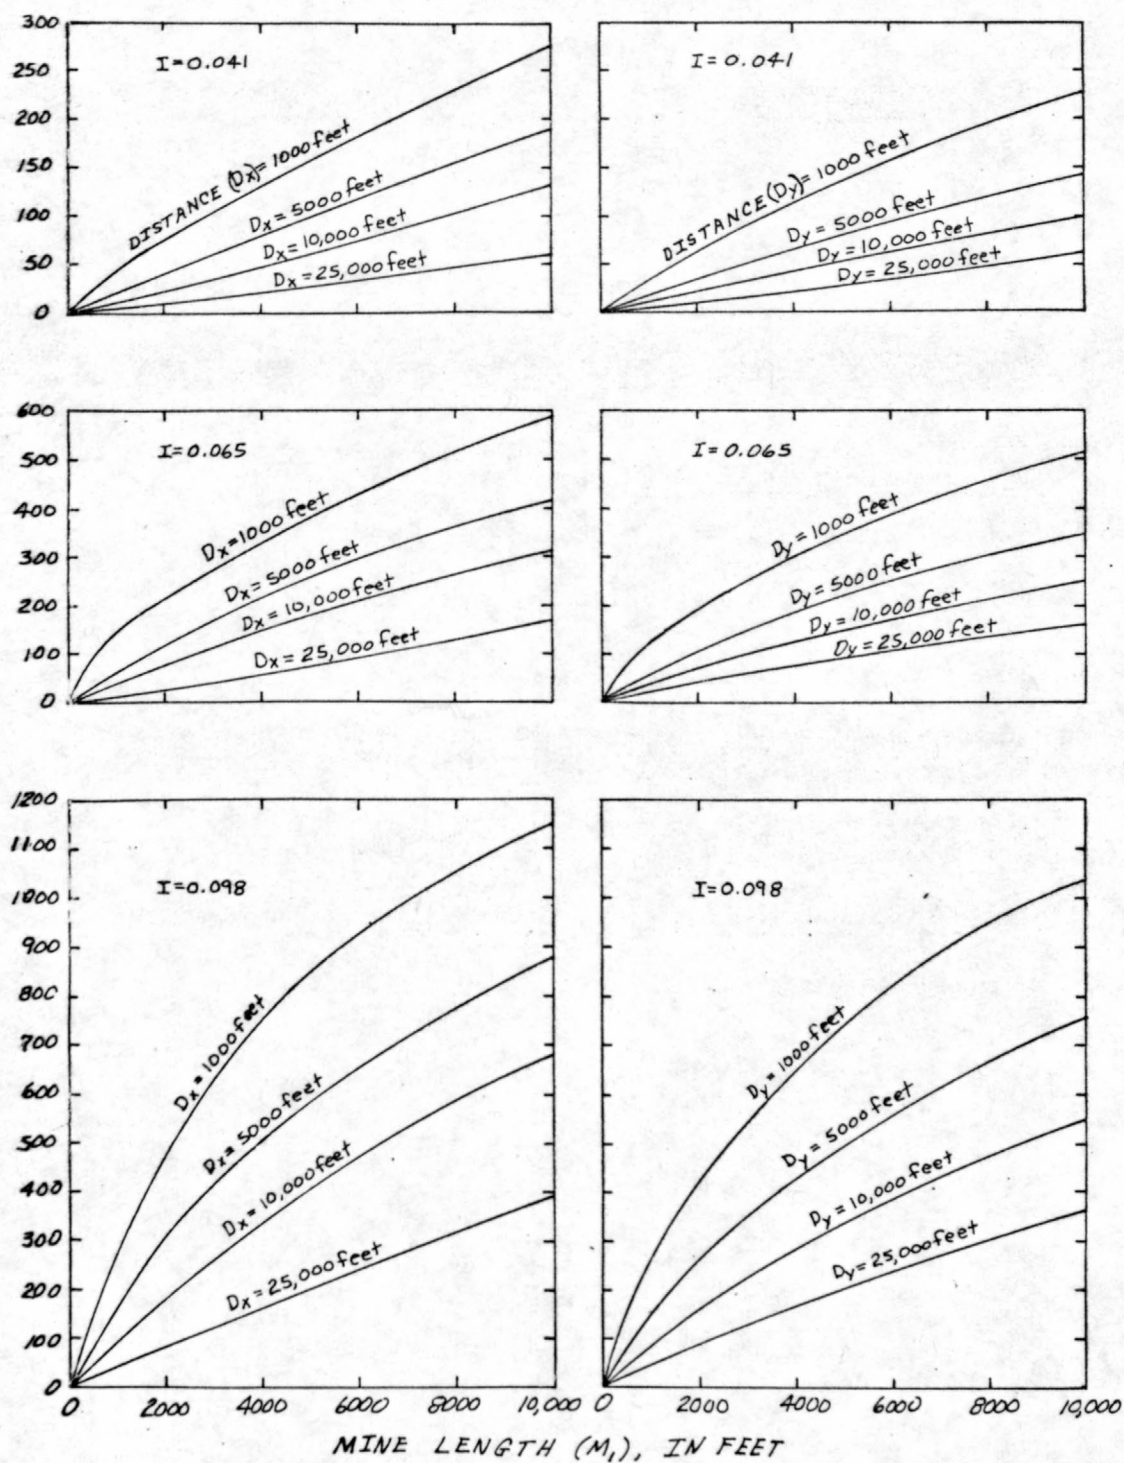 300
250
200
150
100
50
0
I=0.041
DISTANCE (Dx)=1000 feet
Dx=5000 feet
Dx=10,000 feet
Dx=25,000 feet
I=0.041
DISTANCE (Dy)=1000 feet
Dy=5000 feet
Dy=10,000 feet
Dy=25,000 feet
600
500
400
300
200
100
0
I=0.065
Dx=1000 feet
Dx=5000 feet
Dx=10,000 feet
Dx=25,000 feet
I=0.065
Dy=1000 feet
Dy=5000 feet
Dy=10,000 feet
Dy=25,000 feet
1200
1100
1000
900
800
700
600
500
400
300
200
100
0
I=0.098
Dx=1000 feet
Dx=5000 feet
Dx=10,000 feet
Dx=25,000 feet
I=0.098
Dy=1000 feet
Dy=5000 feet
Dy=10,000 feet
Dy=25,000 feet
0 2000 4000 6000 8000 10,000
0 2000 4000 6000 8000 10,000
MINE LENGTH (M₁), IN FEET